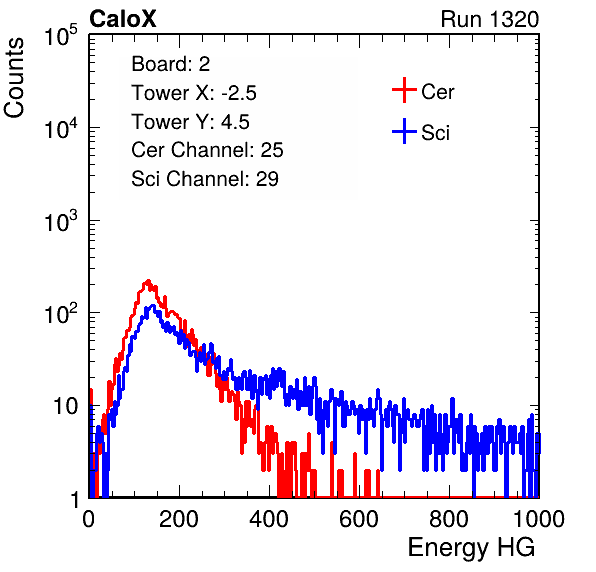 CaloX Run 1320
Counts
Board: 2
Tower X: -2.5
Tower Y: 4.5
Cer Channel: 25
Sci Channel: 29
Cer
Sci
10^5
10^4
10^3
10^2
10
1
0 200 400 600 800 1000
Energy HG